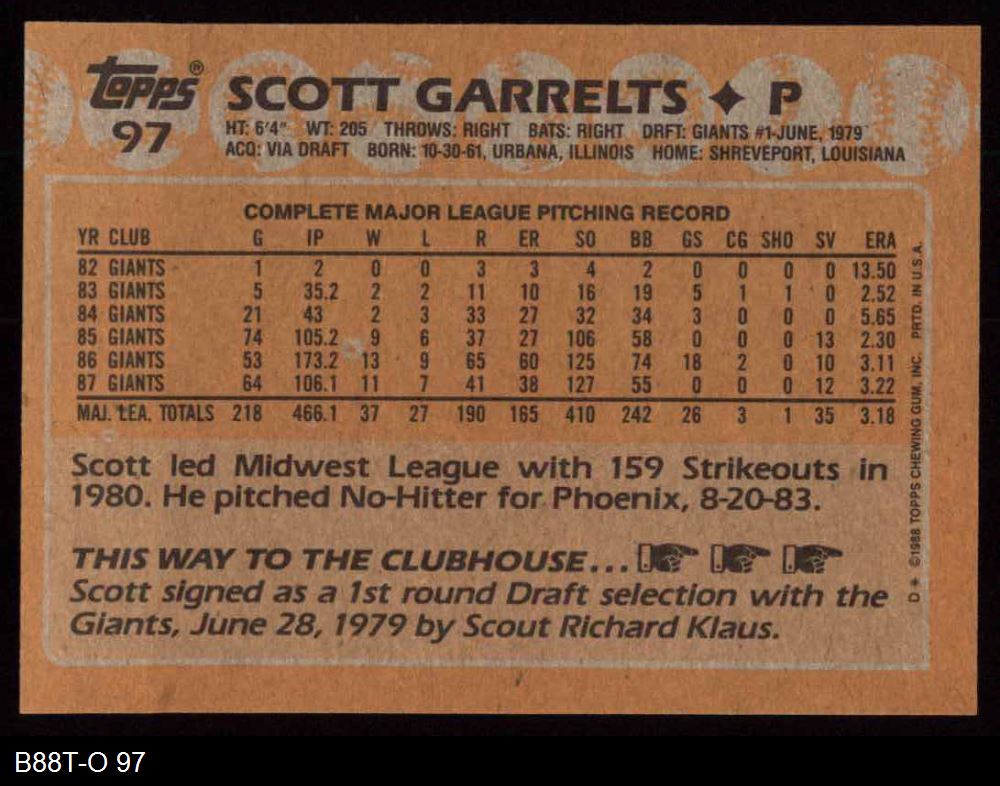 Topps® SCOTT GARRELTS ✦ P
97
HT: 6'4" WT: 205 THROWS: RIGHT BATS: RIGHT DRFT: GIANTS #1-JUNE, 1979
ACQ: VIA DRAFT BORN: 10-30-61, URBANA, ILLINOIS HOME: SHREVEPORT, LOUISIANA
COMPLETE MAJOR LEAGUE PITCHING RECORD
YR CLUB G IP W L R ER SO BB GS CG SHO SV ERA
82 GIANTS 1 2 0 0 3 3 4 2 0 0 0 0 13.50
83 GIANTS 5 35.2 2 2 11 10 16 19 5 1 1 0 2.52
84 GIANTS 21 43 2 3 33 27 32 34 3 0 0 0 5.65
85 GIANTS 74 105.2 9 6 37 27 106 58 0 0 0 13 2.30
86 GIANTS 53 173.2 13 9 65 60 125 74 18 2 0 10 3.11
87 GIANTS 64 106.1 11 7 41 38 127 55 0 0 0 12 3.22
MAJ. LEA. TOTALS 218 466.1 37 27 190 165 410 242 26 3 1 35 3.18
Scott led Midwest League with 159 Strikeouts in
1980. He pitched No-Hitter for Phoenix, 8-20-83.
THIS WAY TO THE CLUBHOUSE...
Scott signed as a 1st round Draft selection with the
Giants, June 28, 1979 by Scout Richard Klaus.
D* ©1988 TOPPS CHEWING GUM, INC. PRTD. IN U.S.A.
B88T-O 97